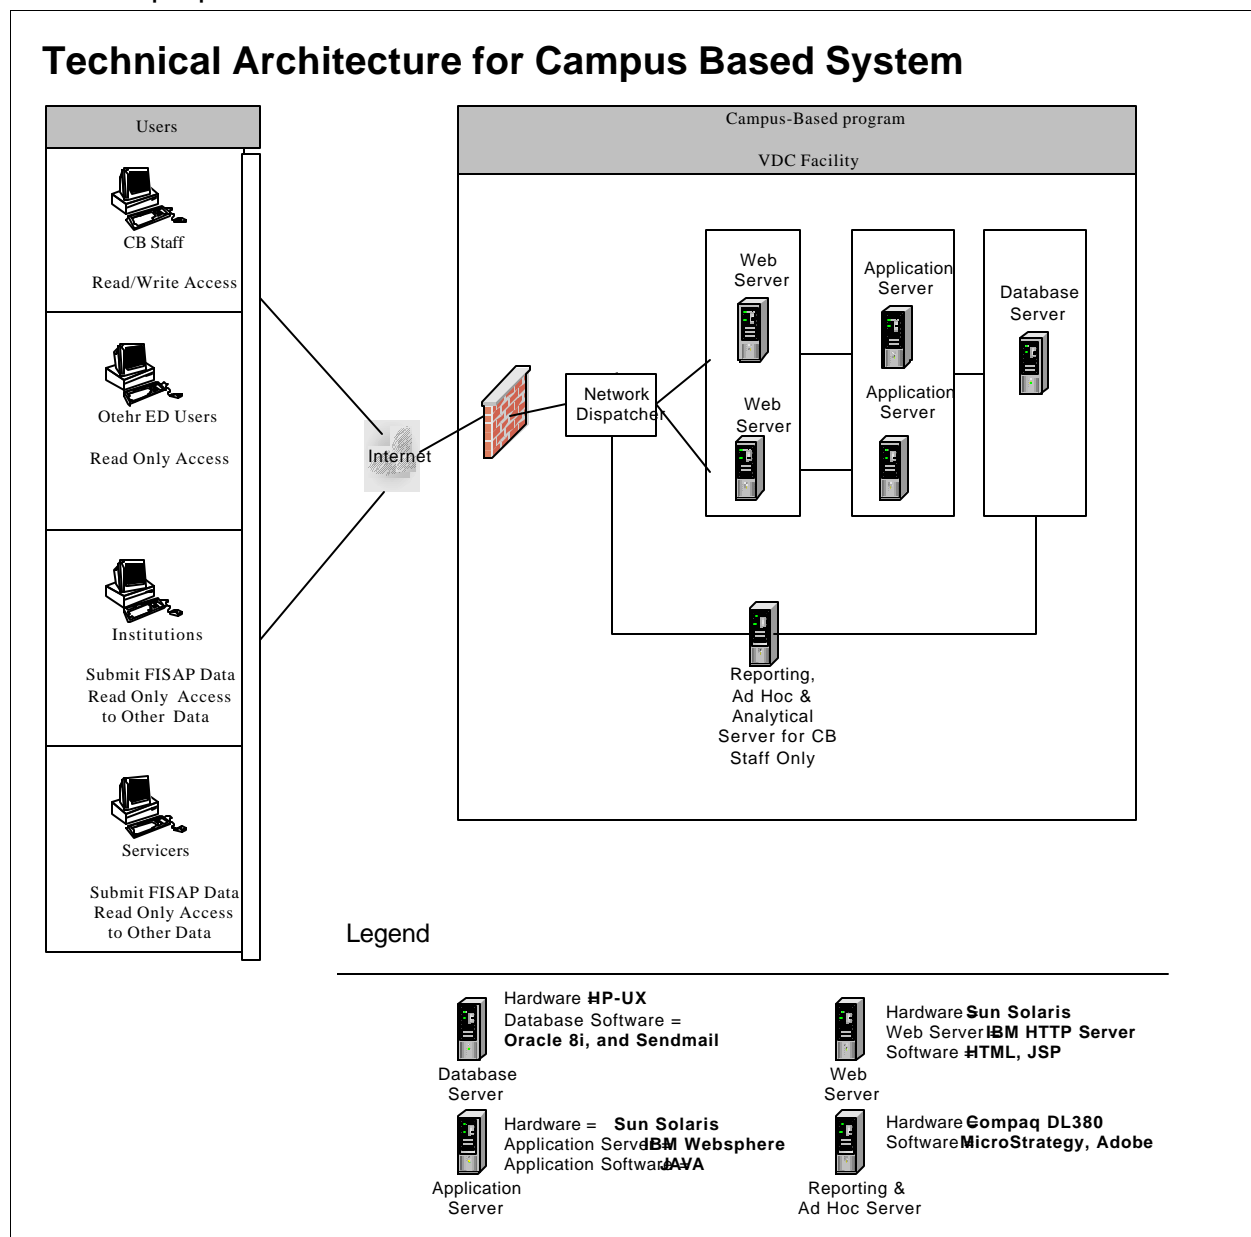 Technical Architecture for Campus Based System
Users
CB Staff
Read/Write Access
Otehr ED Users
Read Only Access
Institutions
Submit FISAP Data
Read Only Access
to Other Data
Servicers
Submit FISAP Data
Read Only Access
to Other Data
Internet
Campus-Based program
VDC Facility
Network
Dispatcher
Web
Server
Web
Server
Application
Server
Application
Server
Database
Server
Reporting,
Ad Hoc &
Analytical
Server for CB
Staff Only
Legend
Hardware = HP-UX
Database Software =
Oracle 8i, and Sendmail
Database
Server
Hardware = Sun Solaris
Web Server = IBM HTTP Server
Software = HTML, JSP
Web
Server
Hardware = Sun Solaris
Application Server = IBM Websphere
Application Software = JAVA
Application
Server
Hardware = Compaq DL380
Software = MicroStrategy, Adobe
Reporting &
Ad Hoc Server